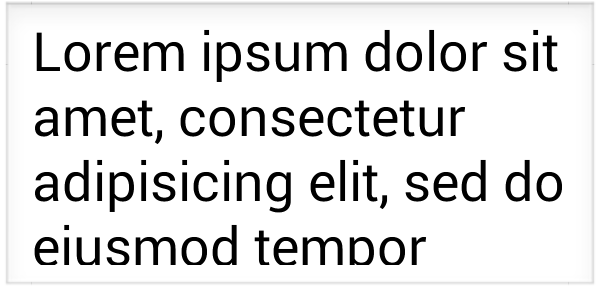 Lorem ipsum dolor sit
amet, consectetur
adipisicing elit, sed do
eiusmod tempor